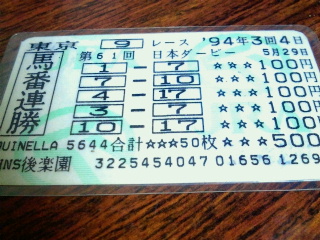 東京 9 レース '94年3回4日
馬番連勝
第61回 日本ダービー 5月29日
1－7 ☆☆☆100円
7－10 ☆☆☆100円
4－7 ☆☆☆100円
3－17 ☆☆☆100円
10－17 ☆☆☆100円
QUINELLA 5644 合計 ☆☆☆50枚 ☆☆☆500
WINS後楽園 3225454047 01656 1269